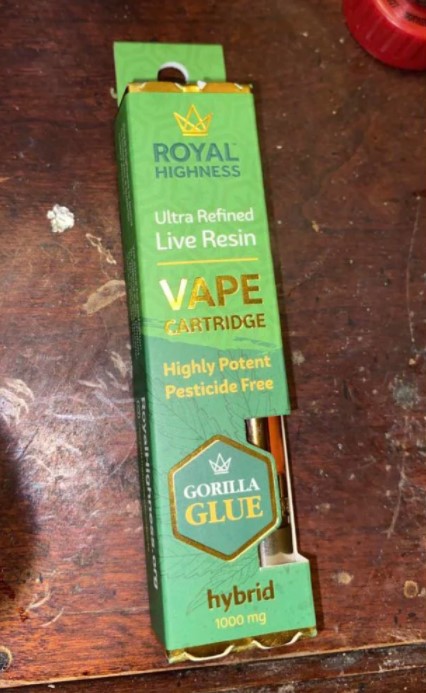 ROYAL
HIGHNESS
Ultra Refined
Live Resin
VAPE
CARTRIDGE
Highly Potent
Pesticide Free
GORILLA
GLUE
hybrid
1000 mg